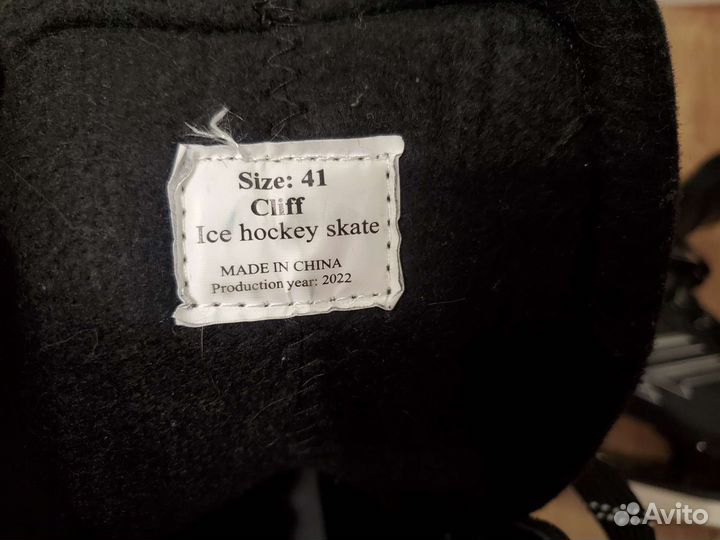 Size: 41
Cliff
Ice hockey skate
MADE IN CHINA
Production year: 2022
Avito